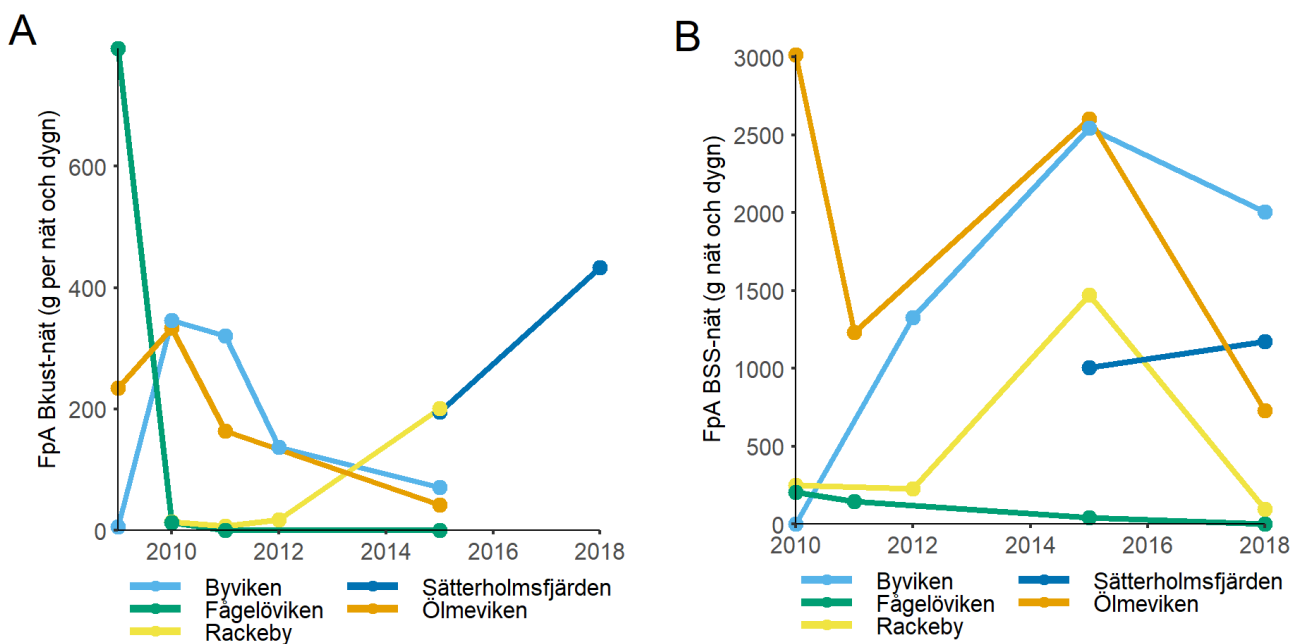 A
FpA Bkust-nät (g per nät och dygn)
600
400
200
0
2010
2012
2014
2016
2018
Byviken
Sätterholmsfjärden
Fågelöviken
Ölmeviken
Rackeby
B
FpA BSS-nät (g nät och dygn)
3000
2500
2000
1500
1000
500
0
2010
2012
2014
2016
2018
Byviken
Sätterholmsfjärden
Fågelöviken
Ölmeviken
Rackeby